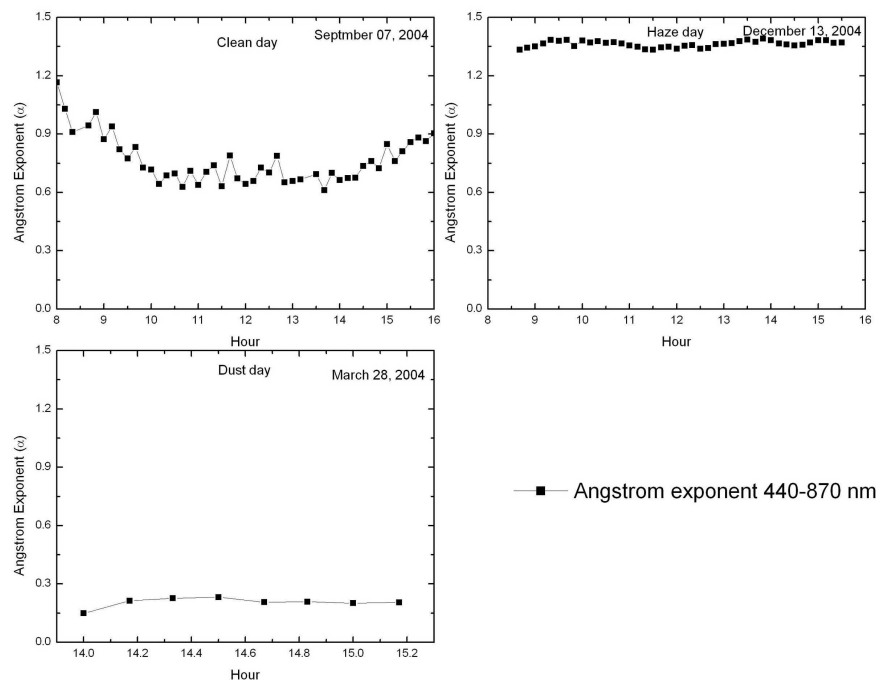 Clean day
Septmber 07, 2004
1.5
1.2
0.9
0.6
0.3
0.0
Angstrom Exponent (α)
8 9 10 11 12 13 14 15 16
Hour
Haze day
December 13, 2004
1.5
1.2
0.9
0.6
0.3
0.0
Angstrom Exponent (α)
8 9 10 11 12 13 14 15 16
Hour
Dust day
March 28, 2004
1.5
1.2
0.9
0.6
0.3
0.0
Angstrom Exponent (α)
14.0 14.2 14.4 14.6 14.8 15.0 15.2
Hour
Angstrom exponent 440-870 nm